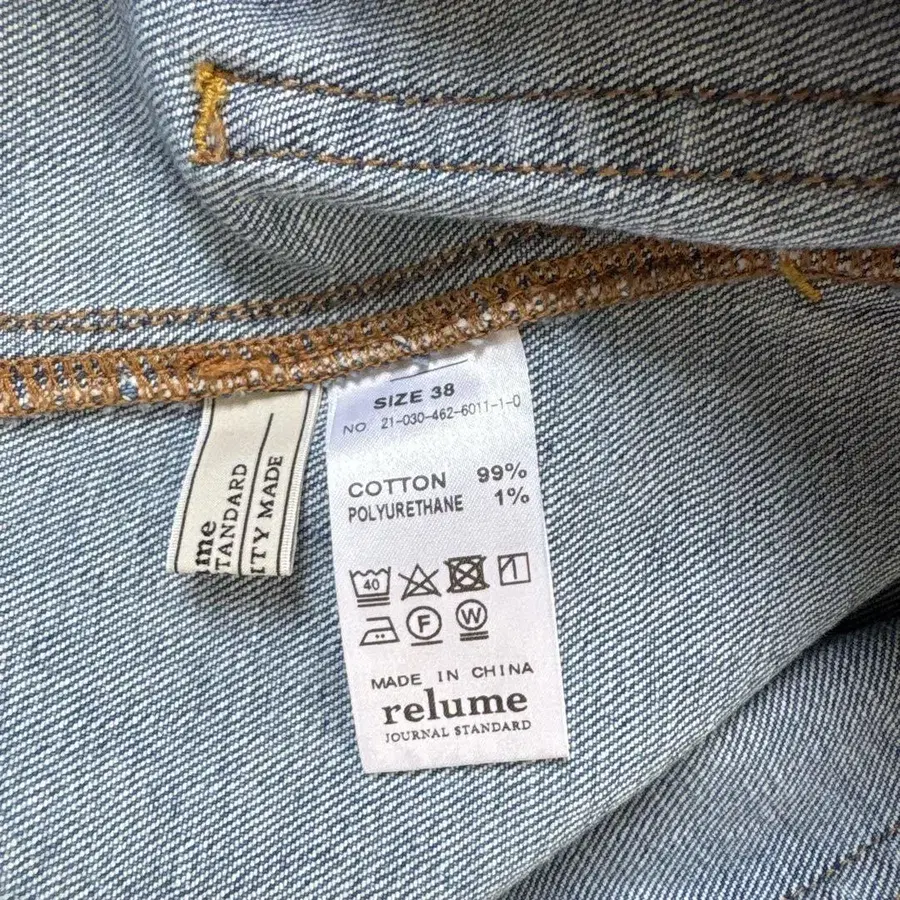 SIZE 38
NO 21-030-462-6011-1-0
COTTON 99%
POLYURETHANE 1%
40
F W
MADE IN CHINA
relume
JOURNAL STANDARD
me
TANDARD
ITY MADE